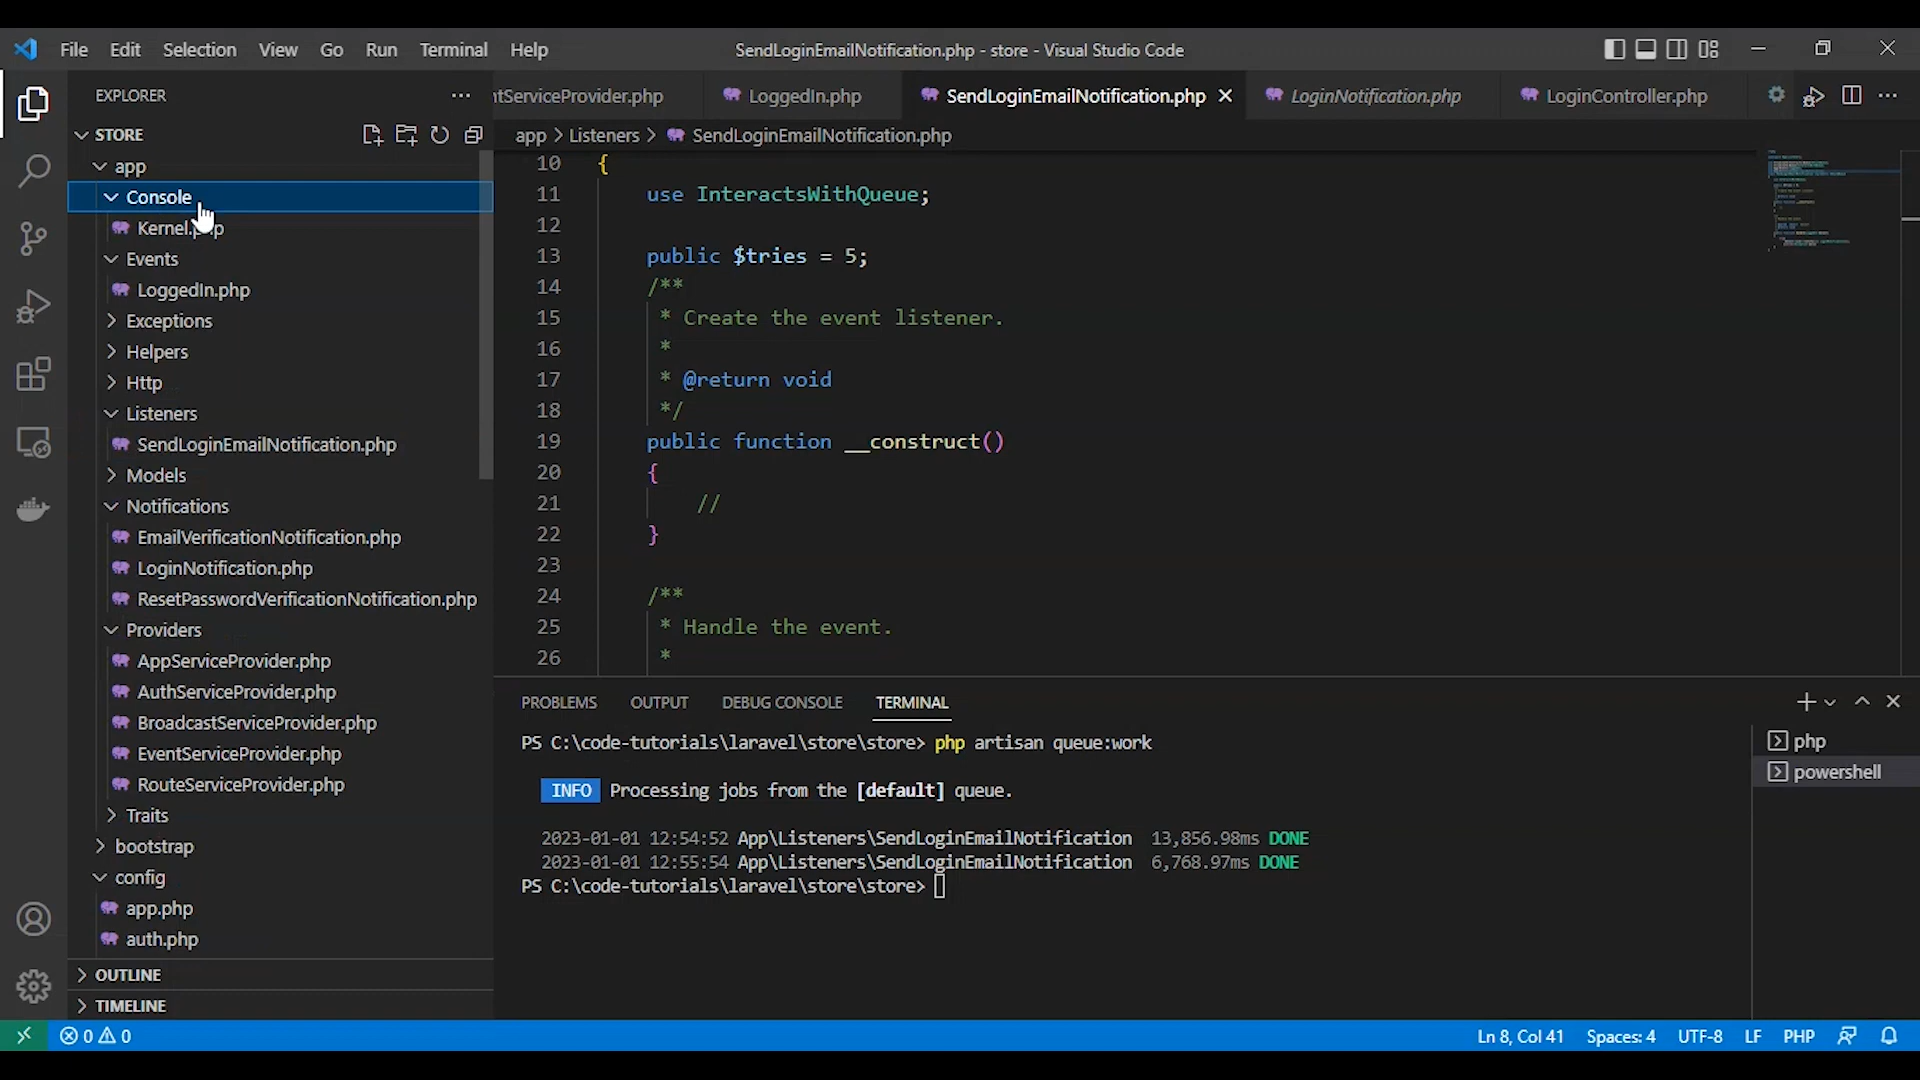 File Edit Selection View Go Run Terminal Help
SendLoginEmailNotification.php - store - Visual Studio Code
EXPLORER
STORE
app
Console
Kernel.php
Events
LoggedIn.php
Exceptions
Helpers
Http
Listeners
SendLoginEmailNotification.php
Models
Notifications
EmailVerificationNotification.php
LoginNotification.php
ResetPasswordVerificationNotification.php
Providers
AppServiceProvider.php
AuthServiceProvider.php
BroadcastServiceProvider.php
EventServiceProvider.php
RouteServiceProvider.php
Traits
bootstrap
config
app.php
auth.php
OUTLINE
TIMELINE
ntServiceProvider.php LoggedIn.php SendLoginEmailNotification.php LoginNotification.php LoginController.php
app > Listeners > SendLoginEmailNotification.php
10 {
11 use InteractsWithQueue;
12
13 public $tries = 5;
14 /**
15 * Create the event listener.
16 *
17 * @return void
18 */
19 public function __construct()
20 {
21 //
22 }
23
24 /**
25 * Handle the event.
26 *
PROBLEMS OUTPUT DEBUG CONSOLE TERMINAL
PS C:\code-tutorials\laravel\store\store> php artisan queue:work
INFO Processing jobs from the [default] queue.
2023-01-01 12:54:52 App\Listeners\SendLoginEmailNotification 13,856.98ms DONE
2023-01-01 12:55:54 App\Listeners\SendLoginEmailNotification 6,768.97ms DONE
PS C:\code-tutorials\laravel\store\store>
php
powershell
0 0
Ln 8, Col 41 Spaces: 4 UTF-8 LF PHP